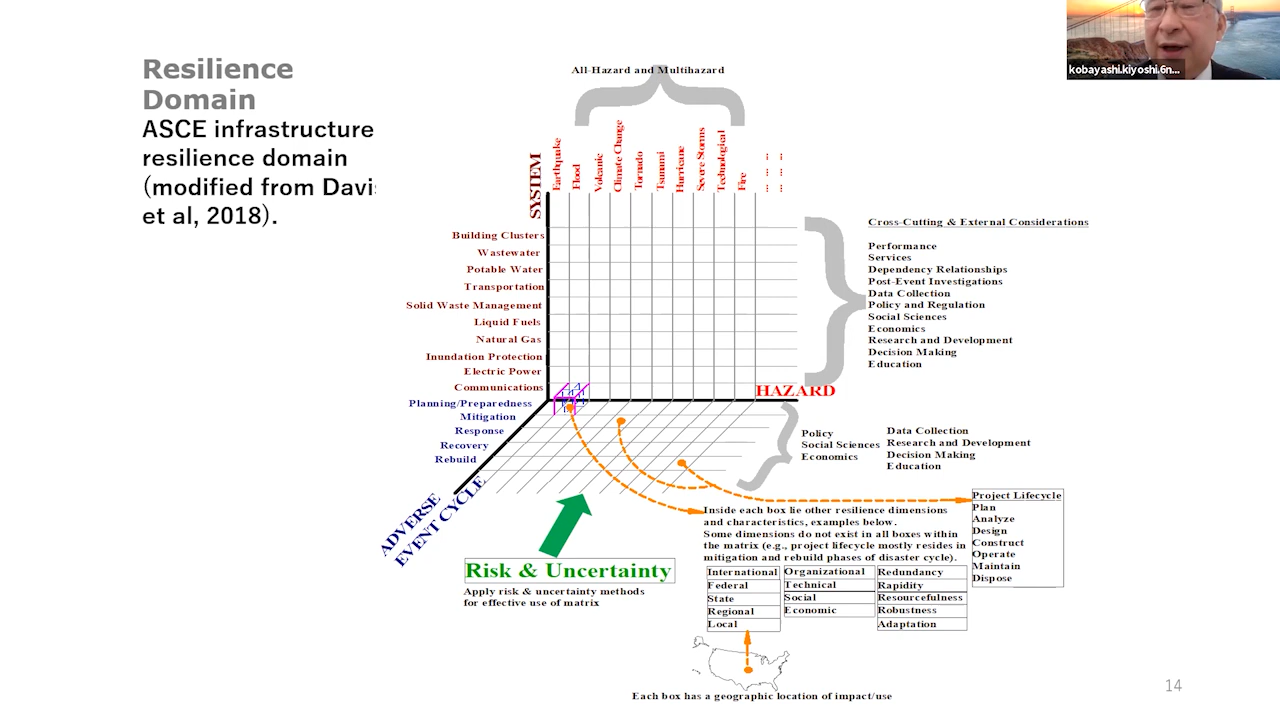 Resilience
Domain
ASCE infrastructure
resilience domain
(modified from Davi
et al, 2018).
kobayashi.kiyoshi.6n...
All-Hazard and Multihazard
SYSTEM
Earthquake
Flood
Volcanic
Climate Change
Tornado
Tsunami
Hurricane
Severe Storms
Technological
Fire
Building Clusters
Wastewater
Potable Water
Transportation
Solid Waste Management
Liquid Fuels
Natural Gas
Inundation Protection
Electric Power
Communications
HAZARD
Cross-Cutting & External Considerations
Performance
Services
Dependency Relationships
Post-Event Investigations
Data Collection
Policy and Regulation
Social Sciences
Economics
Research and Development
Decision Making
Education
Planning/Preparedness
Mitigation
Response
Recovery
Rebuild
ADVERSE
EVENT CYCLE
Policy
Social Sciences
Economics
Data Collection
Research and Development
Decision Making
Education
Risk & Uncertainty
Apply risk & uncertainty methods
for effective use of matrix
Inside each box lie other resilience dimensions
and characteristics, examples below.
Some dimensions do not exist in all boxes within
the matrix (e.g., project lifecycle mostly resides in
mitigation and rebuild phases of disaster cycle).
Project Lifecycle
Plan
Analyze
Design
Construct
Operate
Maintain
Dispose
International
Federal
State
Regional
Local
Organizational
Technical
Social
Economic
Redundancy
Rapidity
Resourcefulness
Robustness
Adaptation
Each box has a geographic location of impact/use
14